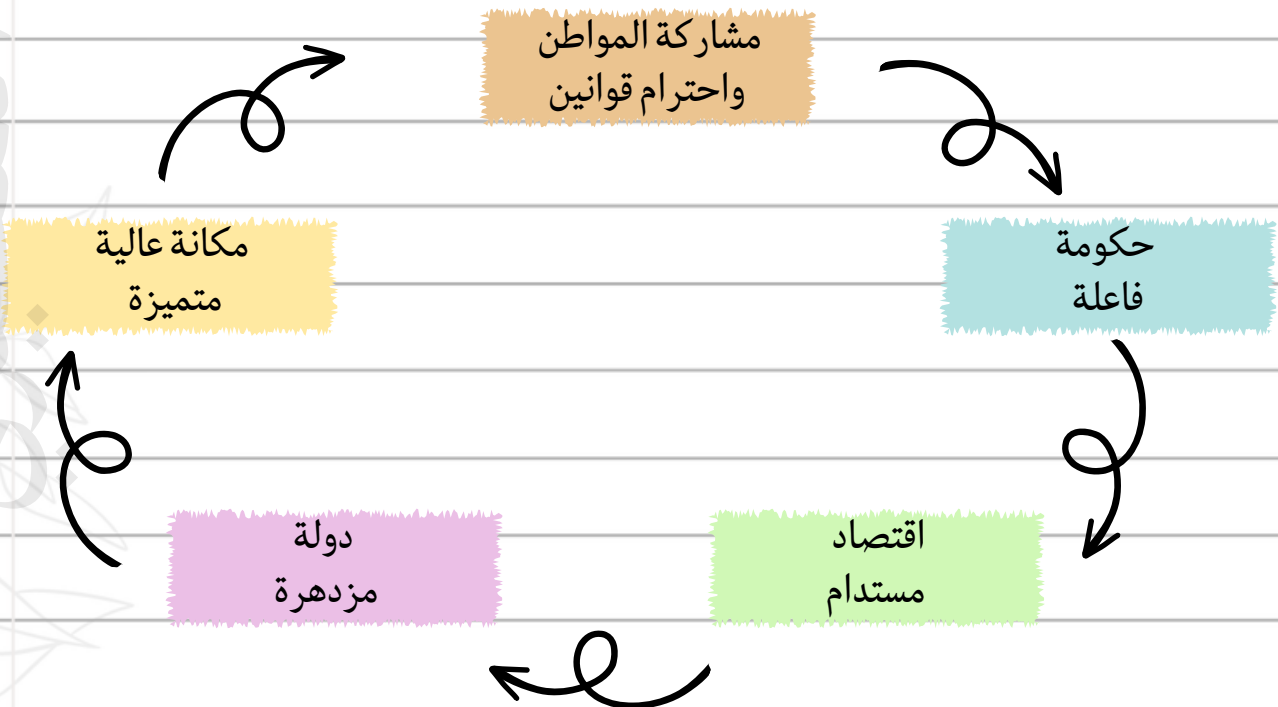 مشاركة المواطن
واحترام قوانين
حكومة
فاعلة
اقتصاد
مستدام
دولة
مزدهرة
مكانة عالية
متميزة